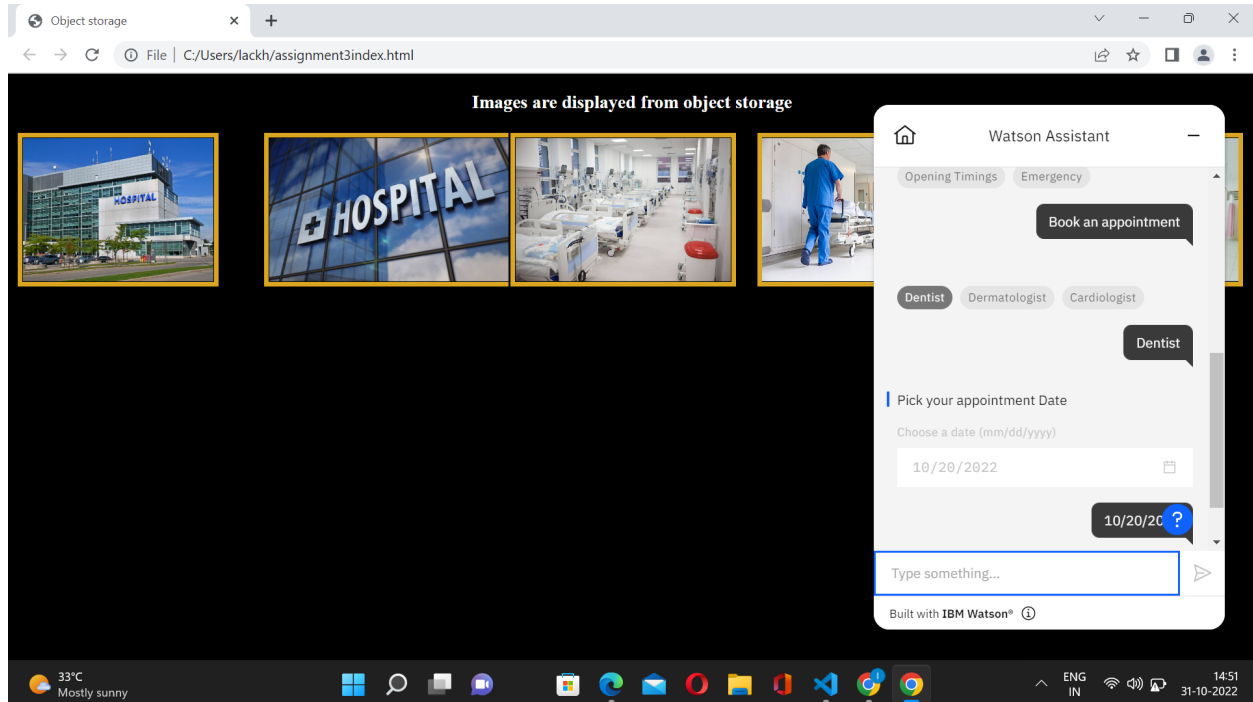 Object storage
File
C:/Users/lackh/assignment3index.html
Images are displayed from object storage
HOSPITAL
HOSPITAL
Watson Assistant
Opening Timings
Emergency
Book an appointment
Dentist
Dermatologist
Cardiologist
Dentist
Pick your appointment Date
Choose a date (mm/dd/yyyy)
10/20/2022
10/20/20
?
Type something...
Built with IBM Watson®
33°C
Mostly sunny
ENG
IN
14:51
31-10-2022